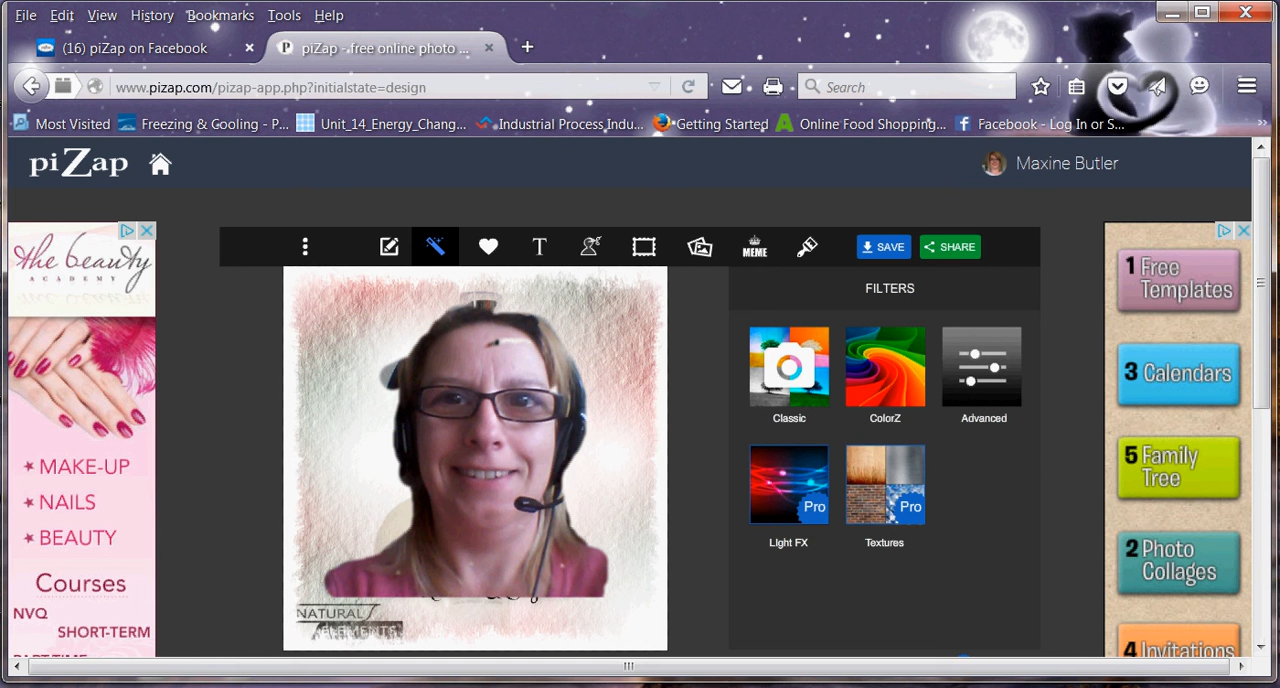 File Edit View History Bookmarks Tools Help
(16) piZap on Facebook
piZap - free online photo ...
www.pizap.com/pizap-app.php?initialstate=design
Search
Most Visited
Freezing & Cooling - P...
Unit_14_Energy_Chang...
Industrial Process Indu...
Getting Started
Online Food Shopping...
Facebook - Log In or S...
piZap
Maxine Butler
the beauty
ACADEMY
MAKE-UP
NAILS
BEAUTY
Courses
NVQ
SHORT-TERM
PART-TIME
T
MEME
SAVE
SHARE
NATURAL
ELEMENTS
FILTERS
Classic
ColorZ
Advanced
Pro
Pro
LIght FX
Textures
1 Free
Templates
3 Calendars
5 Family
Tree
2 Photo
Collages
4 Invitations